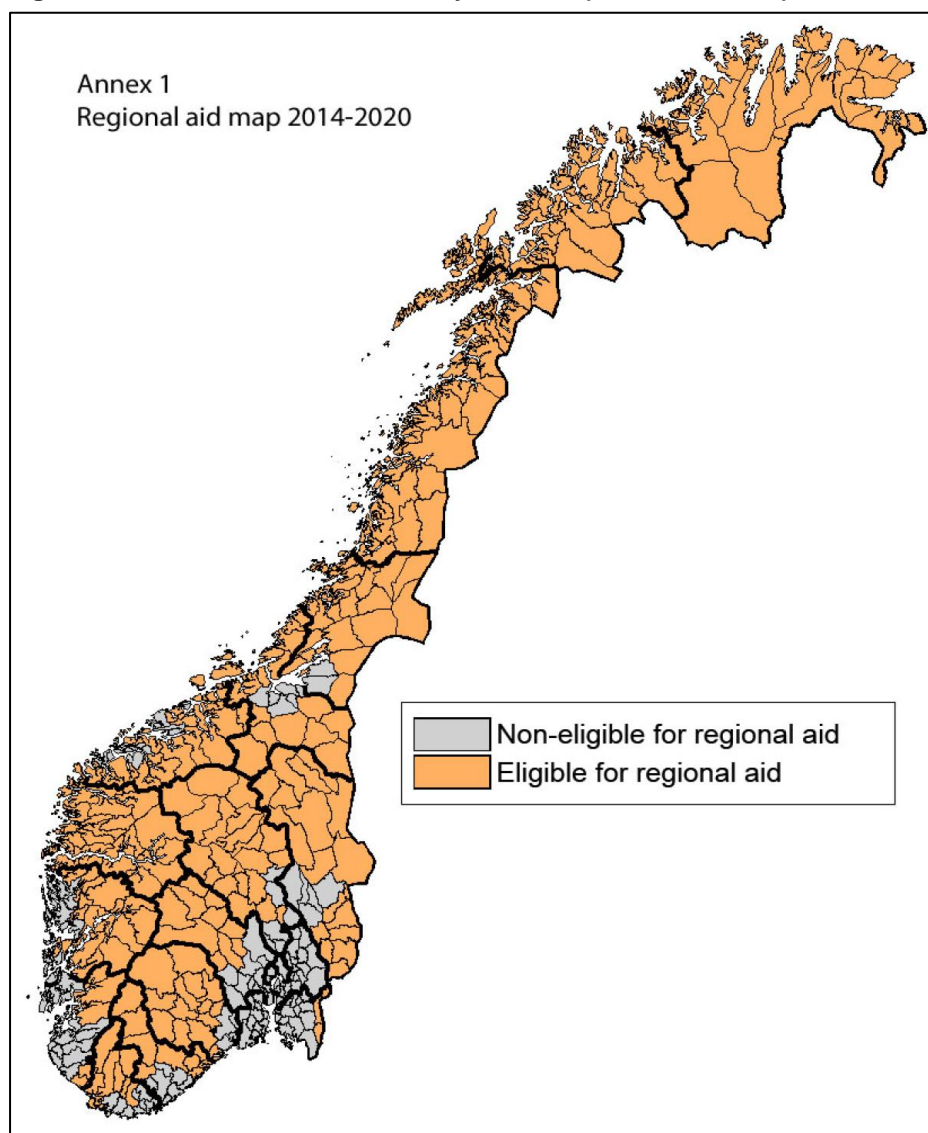 Annex 1
Regional aid map 2014-2020
Non-eligible for regional aid
Eligible for regional aid